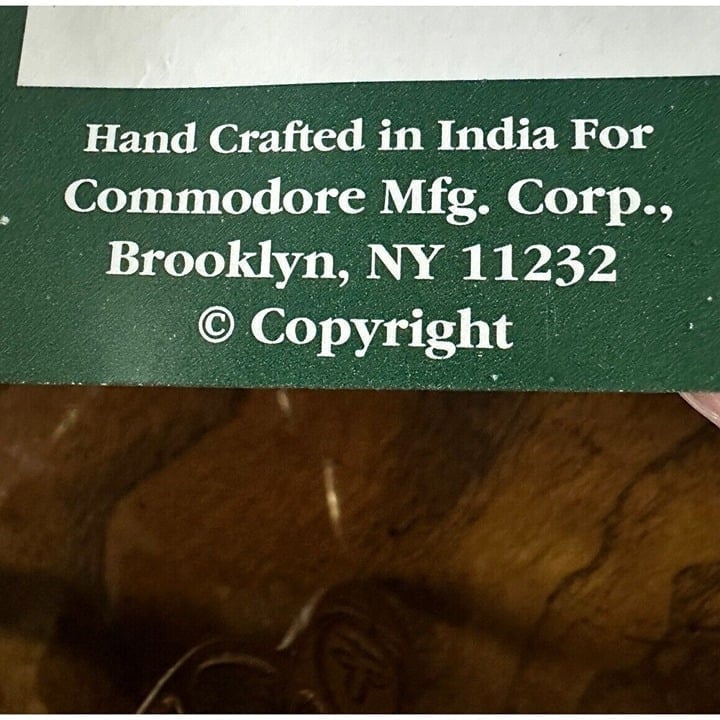 Hand Crafted in India For
Commodore Mfg. Corp.,
Brooklyn, NY 11232
© Copyright